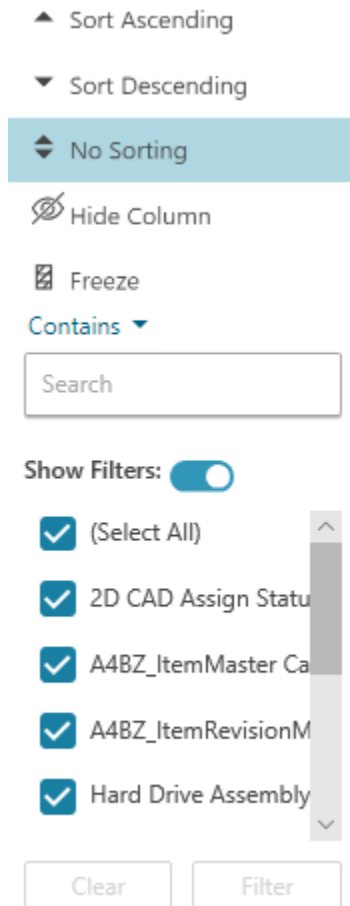 Sort Ascending
Sort Descending
No Sorting
Hide Column
Freeze
Contains
Search
Show Filters:
(Select All)
2D CAD Assign Statu
A4BZ_ItemMaster Ca
A4BZ_ItemRevisionM
Hard Drive Assembly
Clear
Filter